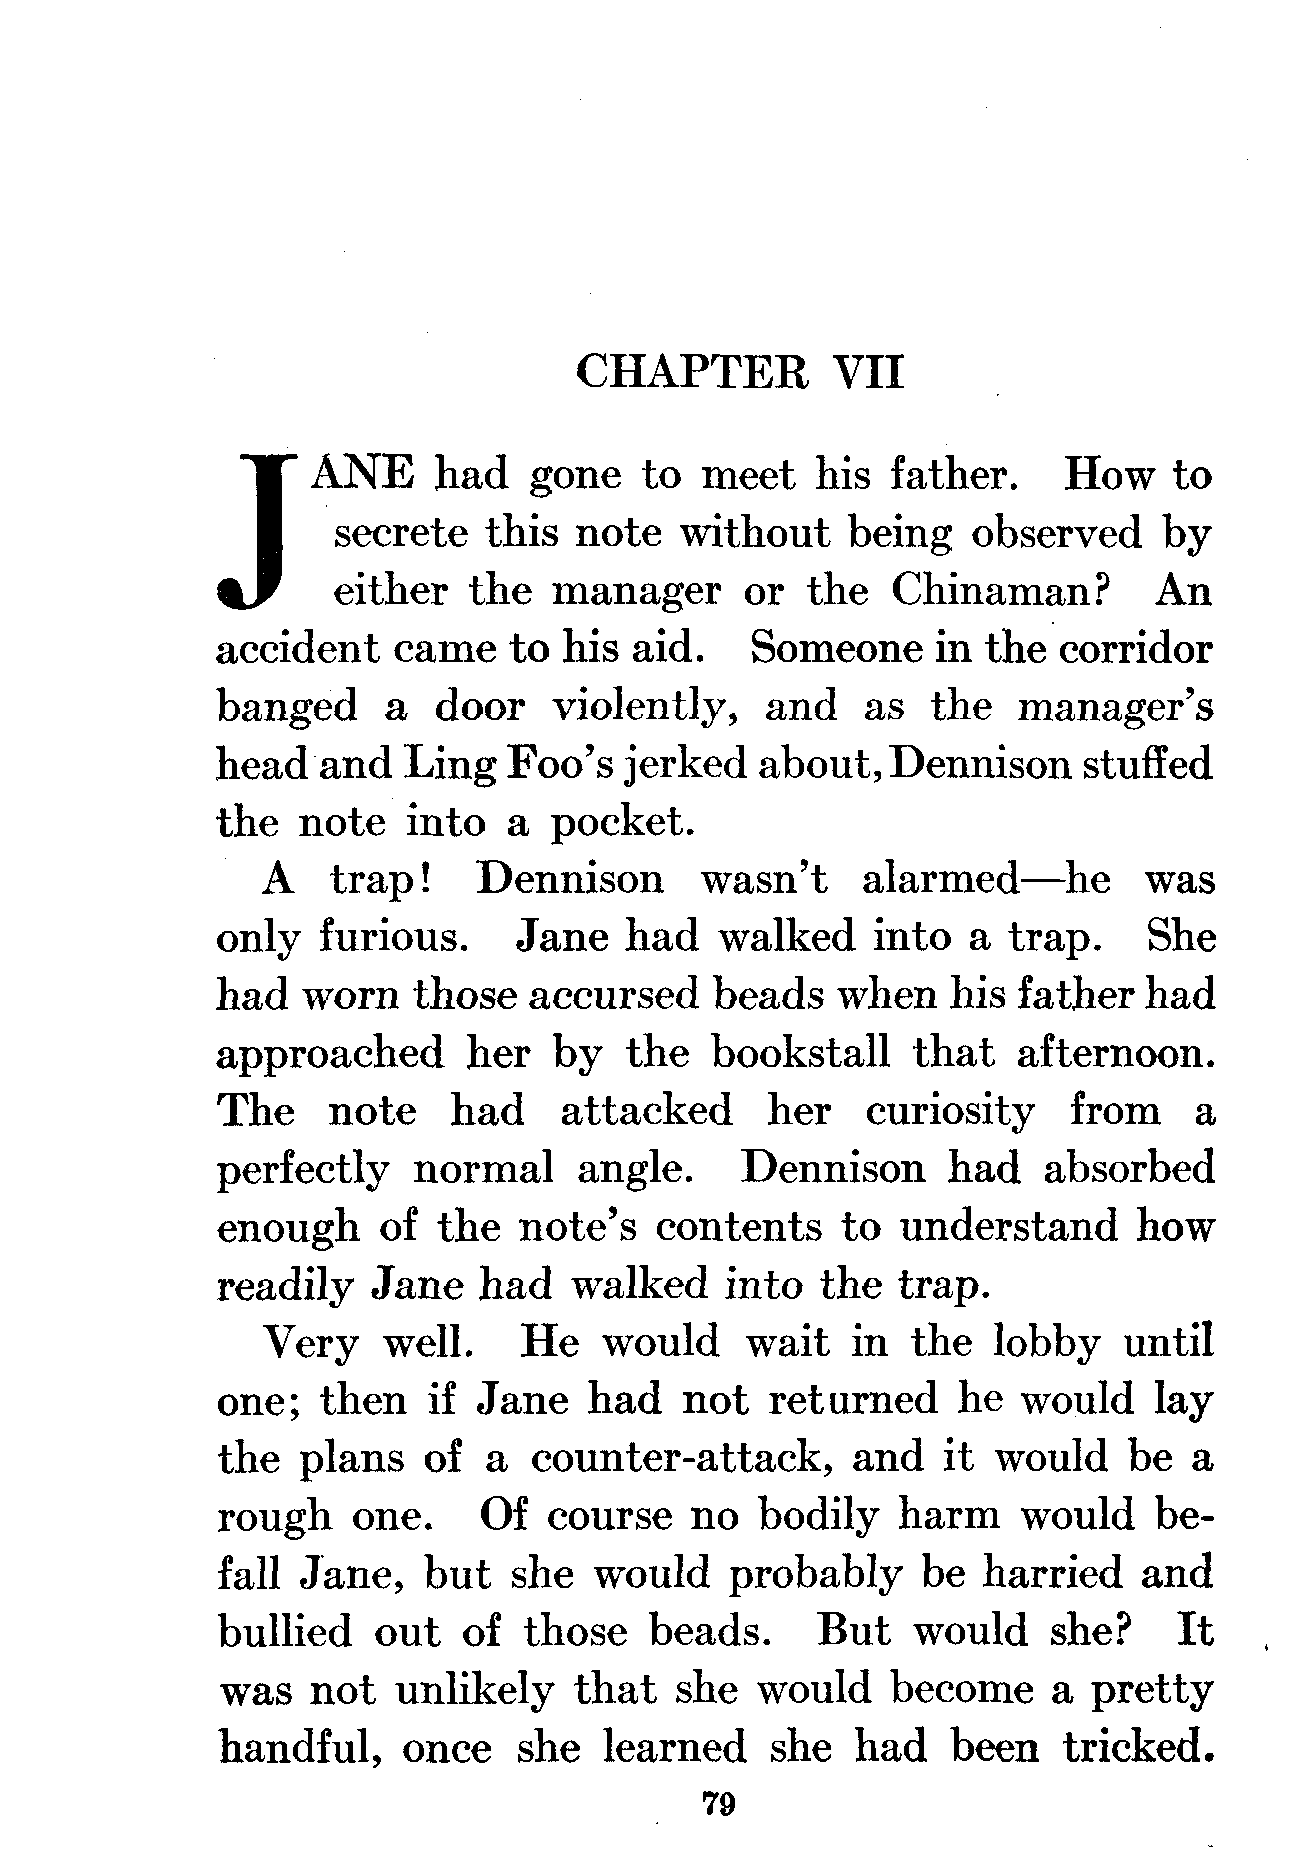 CHAPTER VII
JANE had gone to meet his father. How to
secrete this note without being observed by
either the manager or the Chinaman? An
accident came to his aid. Someone in the corridor
banged a door violently, and as the manager's
head and Ling Foo's jerked about, Dennison stuffed
the note into a pocket.
A trap! Dennison wasn't alarmed—he was
only furious. Jane had walked into a trap. She
had worn those accursed beads when his father had
approached her by the bookstall that afternoon.
The note had attacked her curiosity from a
perfectly normal angle. Dennison had absorbed
enough of the note's contents to understand how
readily Jane had walked into the trap.
Very well. He would wait in the lobby until
one; then if Jane had not returned he would lay
the plans of a counter-attack, and it would be a
rough one. Of course no bodily harm would be-
fall Jane, but she would probably be harried and
bullied out of those beads. But would she? It
was not unlikely that she would become a pretty
handful, once she learned she had been tricked.
79